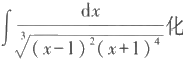 ∫ dx / ∛((x-1)²(x+1)⁴) 化